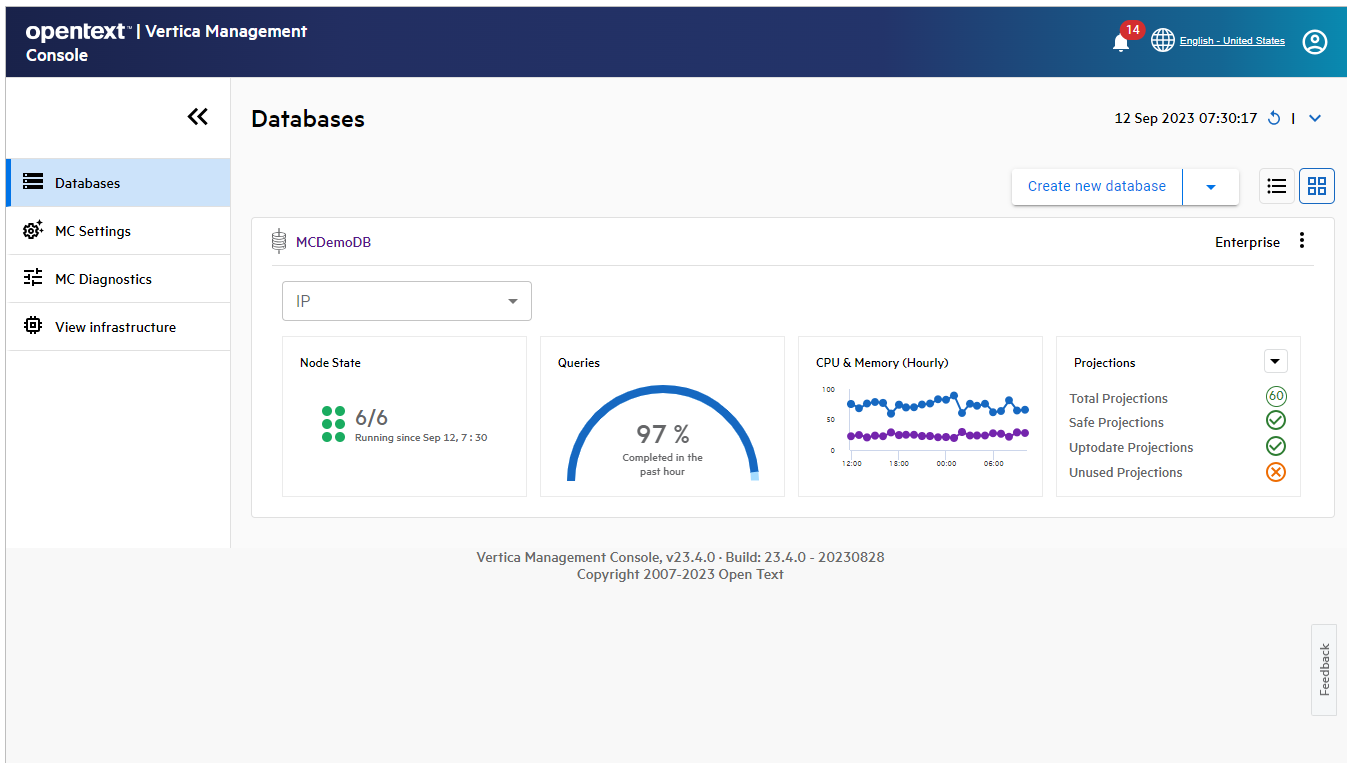 opentext™ | Vertica Management
Console
14
English - United States
Databases
12 Sep 2023 07:30:17
Databases
MC Settings
MC Diagnostics
View infrastructure
Create new database
MCDemoDB
Enterprise
IP
Node State
6/6
Running since Sep 12, 7 : 30
Queries
97 %
Completed in the
past hour
CPU & Memory (Hourly)
100
50
0
12:00 18:00 00:00 06:00
Projections
Total Projections 60
Safe Projections
Uptodate Projections
Unused Projections
Vertica Management Console, v23.4.0 · Build: 23.4.0 - 20230828
Copyright 2007-2023 Open Text
Feedback